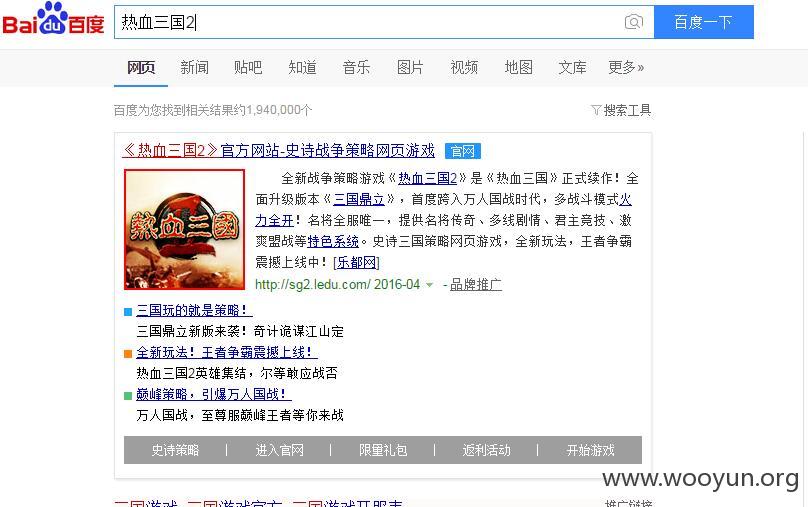 Baidu百度 热血三国2 百度一下
网页 新闻 贴吧 知道 音乐 图片 视频 地图 文库 更多»
百度为您找到相关结果约1,940,000个 搜索工具
《热血三国2》官方网站-史诗战争策略网页游戏 官网
全新战争策略游戏《热血三国2》是《热血三国》正式续作！全
面升级版本《三国鼎立》，首度跨入万人国战时代，多战斗模式火
力全开！名将全服唯一，提供名将传奇、多线剧情、君主竞技、激
爽盟战等特色系统。史诗三国策略网页游戏，全新玩法，王者争霸
震撼上线中！[乐都网]
http://sg2.ledu.com/ 2016-04 - 品牌推广
熱血三國
2
三国玩的就是策略！
三国鼎立新版来袭！奇计诡谋江山定
全新玩法！王者争霸震撼上线！
热血三国2英雄集结，尔等敢应战否
巅峰策略，引爆万人国战！
万人国战，至尊服巅峰王者等你来战
史诗策略 | 进入官网 | 限量礼包 | 返利活动 | 开始游戏
www.wooyun.org